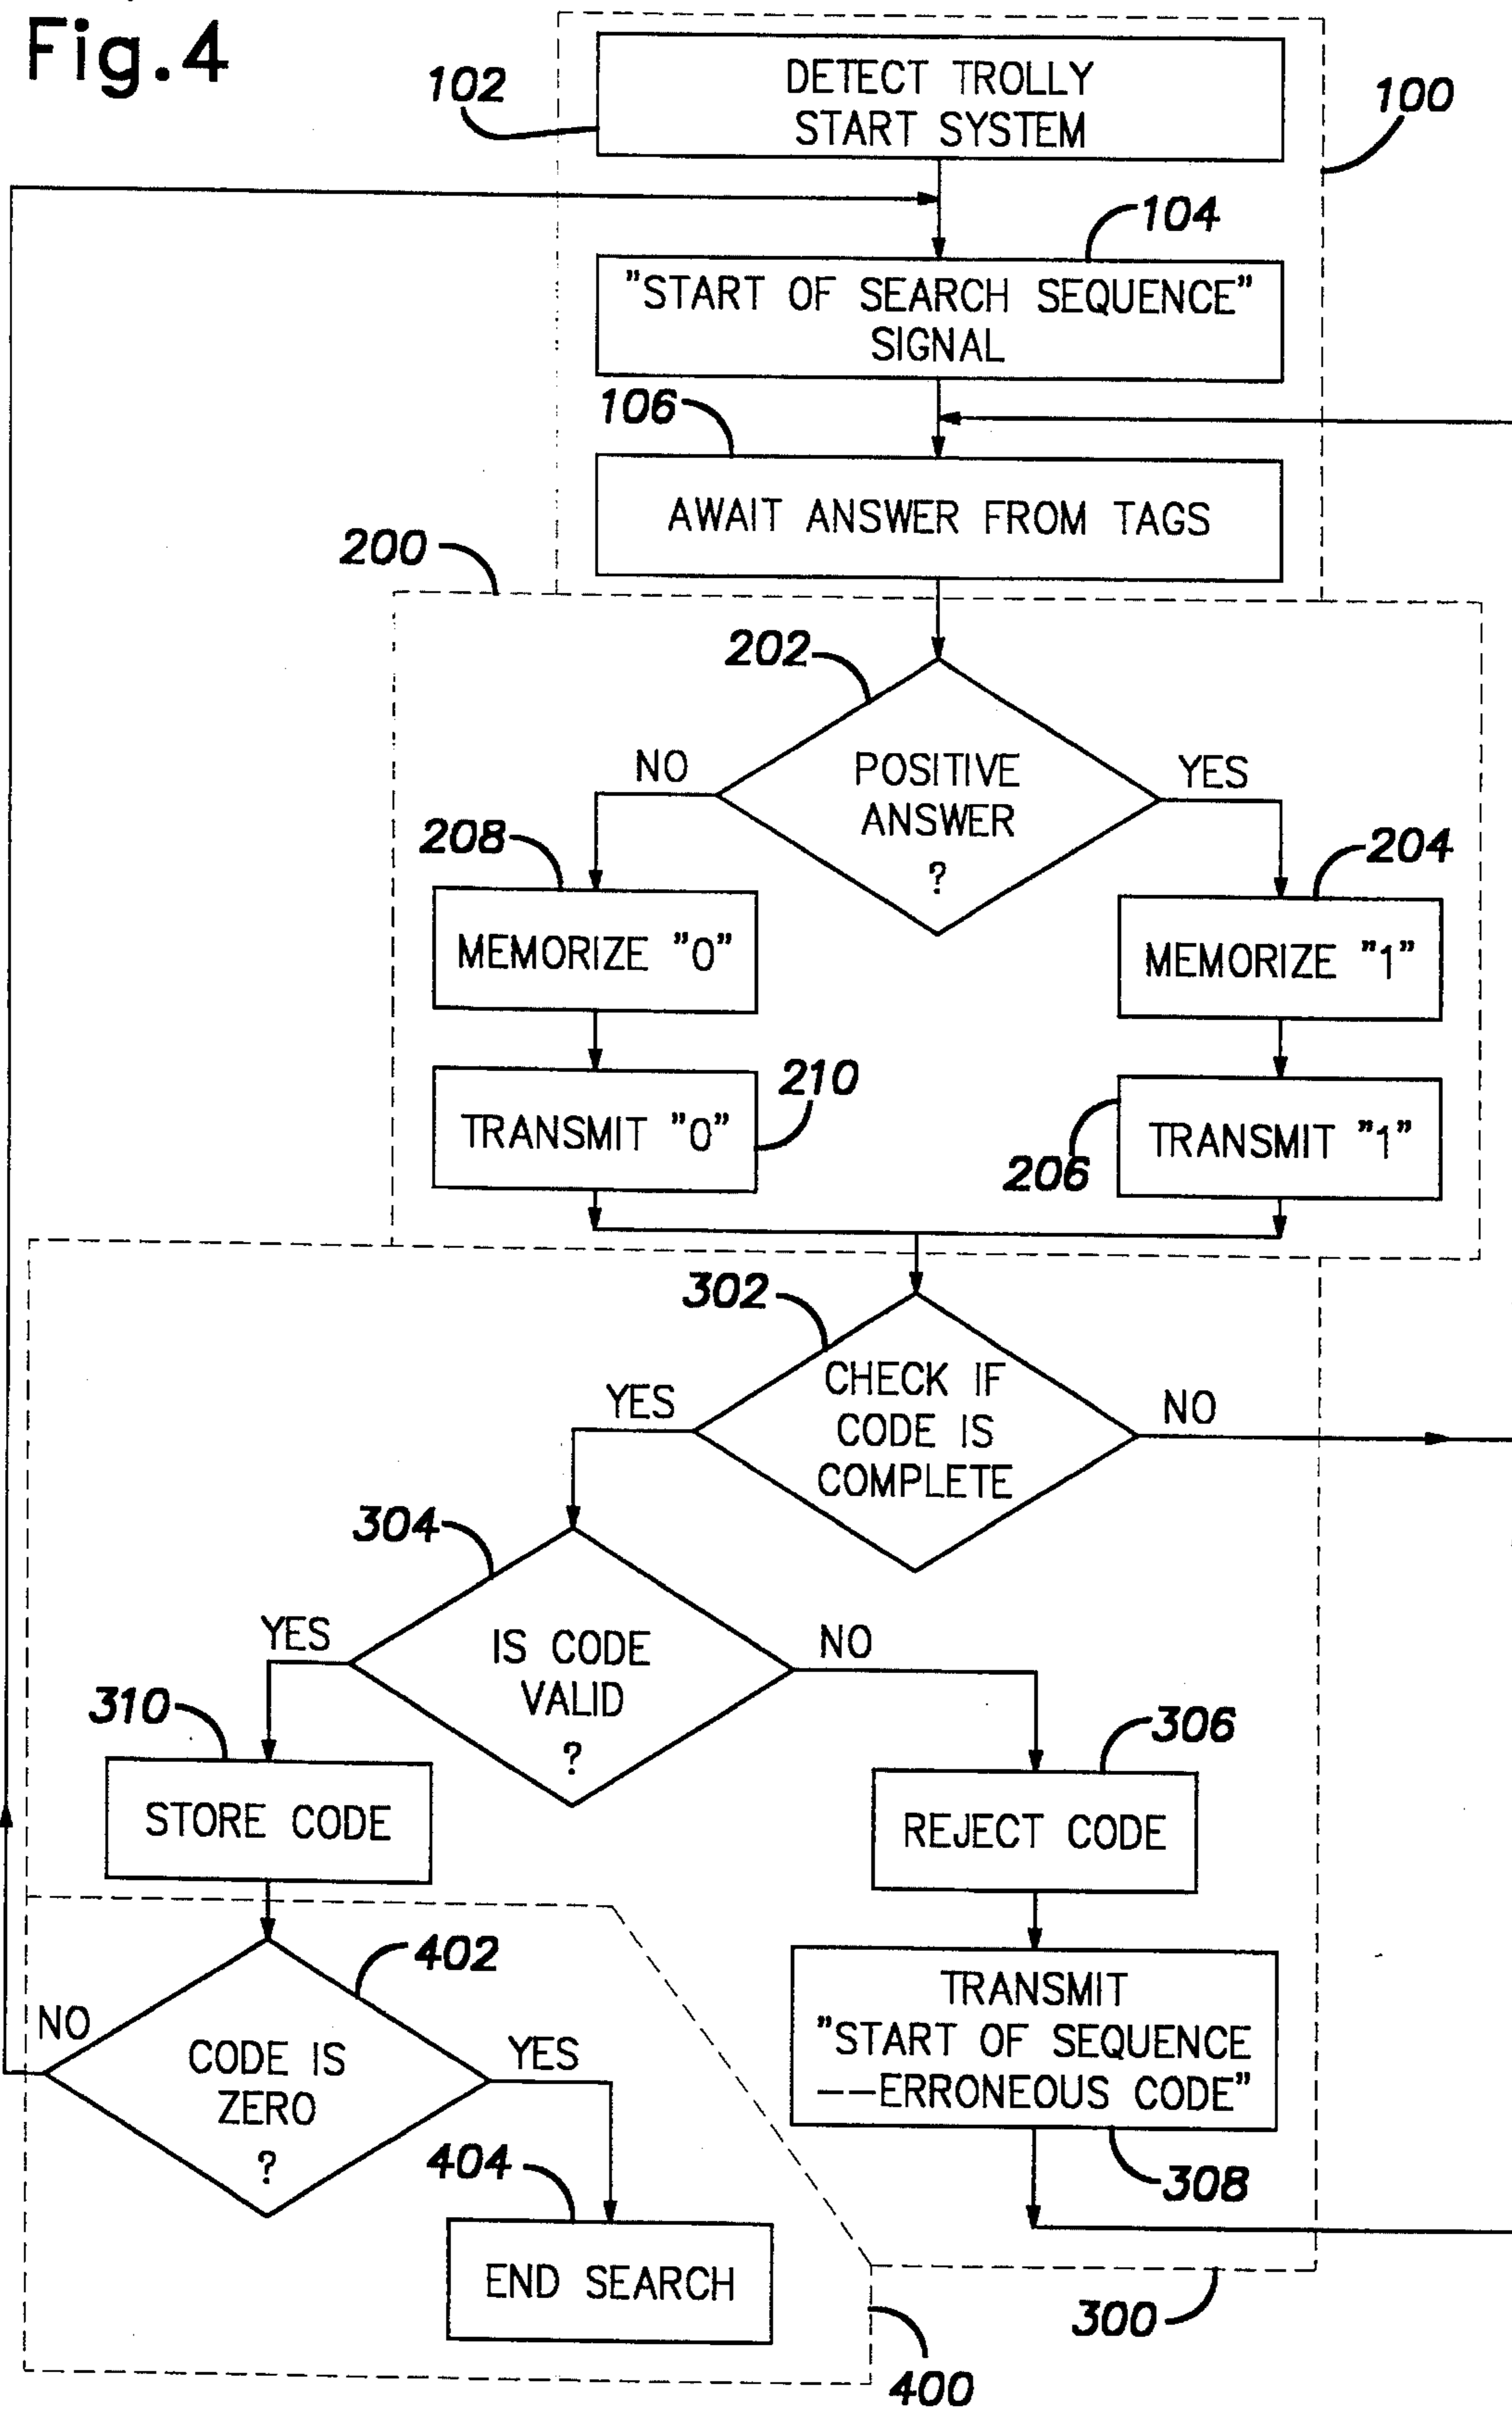 Fig.4
DETECT TROLLY
START SYSTEM
102
100
104
"START OF SEARCH SEQUENCE"
SIGNAL
106
AWAIT ANSWER FROM TAGS
200
202
POSITIVE
ANSWER
?
NO
YES
208
204
MEMORIZE "0"
MEMORIZE "1"
210
TRANSMIT "0"
206
TRANSMIT "1"
302
CHECK IF
CODE IS
COMPLETE
YES
NO
304
IS CODE
VALID
?
YES
NO
310
306
STORE CODE
REJECT CODE
402
NO
CODE IS
ZERO
?
YES
TRANSMIT
"START OF SEQUENCE
--ERRONEOUS CODE"
404
308
END SEARCH
300
400